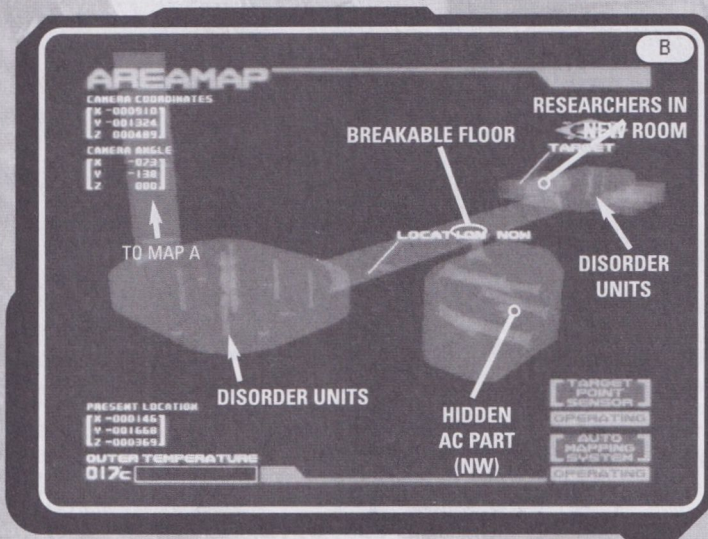 B
AREAMAP
CAMERA COORDINATES
X -000910
Y -001324
Z 000489
CAMERA ANGLE
X -073
Y -138
Z 000
TO MAP A
BREAKABLE FLOOR
RESEARCHERS IN
NEW ROOM
TARGET
LOCATION NOW
DISORDER
UNITS
DISORDER UNITS
HIDDEN
AC PART
(NW)
PRESENT LOCATION
X -000146
Y -001668
Z -000369
OUTER TEMPERATURE
017c
TARGET
POINT
SENSOR
OPERATING
AUTO
MAPPING
SYSTEM
OPERATING